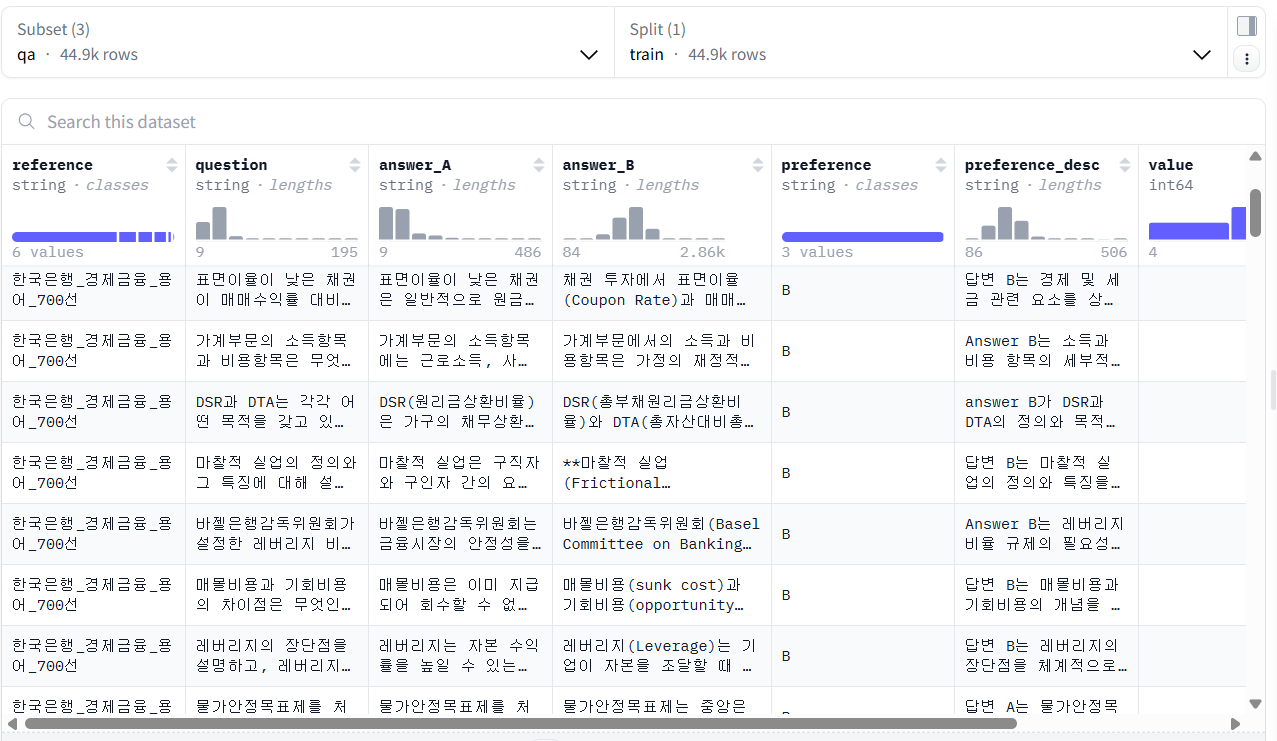 Subset (3)
qa · 44.9k rows
Split (1)
train · 44.9k rows
Search this dataset
reference
string · classes
6 values
question
string · lengths
9 195
answer_A
string · lengths
9 486
answer_B
string · lengths
84 2.86k
preference
string · classes
3 values
preference_desc
string · lengths
86 506
value
int64
4
한국은행_경제금융_용
어_700선
표면이율이 낮은 채권
이 매매수익률 대비…
표면이율이 낮은 채권
은 일반적으로 원금…
채권 투자에서 표면이율
(Coupon Rate)과 매매…
B
답변 B는 경제 및 세
금 관련 요소를 상…
한국은행_경제금융_용
어_700선
가계부문의 소득항목
과 비용항목은 무엇…
가계부문의 소득항목
에는 근로소득, 사…
가계부문에서의 소득과 비
용항목은 가정의 재정적…
B
Answer B는 소득과
비용 항목의 세부적…
한국은행_경제금융_용
어_700선
DSR과 DTA는 각각 어
떤 목적을 갖고 있…
DSR(원리금상환비율)
은 가구의 채무상환…
DSR(총부채원리금상환비
율)와 DTA(총자산대비총…
B
answer B가 DSR과
DTA의 정의와 목적…
한국은행_경제금융_용
어_700선
마찰적 실업의 정의와
그 특징에 대해 설…
마찰적 실업은 구직자
와 구인자 간의 요…
**마찰적 실업
(Frictional…
B
답변 B는 마찰적 실
업의 정의와 특징을…
한국은행_경제금융_용
어_700선
바젤은행감독위원회가
설정한 레버리지 비…
바젤은행감독위원회는
금융시장의 안정성을…
바젤은행감독위원회(Basel
Committee on Banking…
B
Answer B는 레버리지
비율 규제의 필요성…
한국은행_경제금융_용
어_700선
매몰비용과 기회비용
의 차이점은 무엇인…
매몰비용은 이미 지급
되어 회수할 수 없…
매몰비용(sunk cost)과
기회비용(opportunity…
B
답변 B는 매몰비용과
기회비용의 개념을 …
한국은행_경제금융_용
어_700선
레버리지의 장단점을
설명하고, 레버리지…
레버리지는 자본 수익
률을 높일 수 있는…
레버리지(Leverage)는 기
업이 자본을 조달할 때 …
B
답변 B는 레버리지의
장단점을 체계적으로…
한국은행_경제금융_용
물가안정목표제를 처
물가안정목표제를 처
물가안정목표제는 중앙은
답변 A는 물가안정목